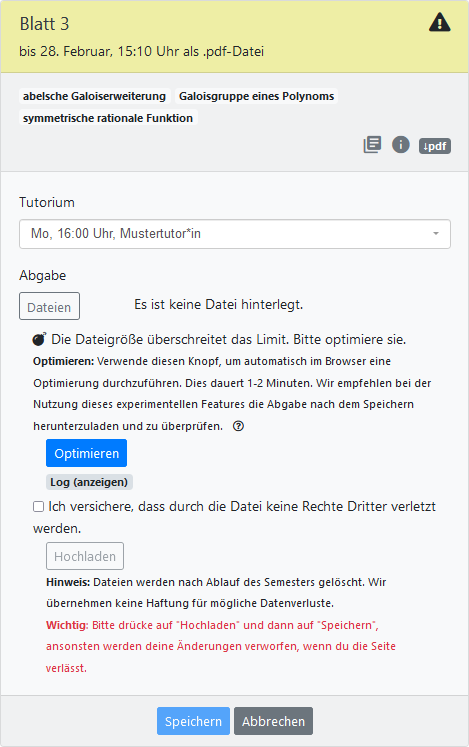 Blatt 3
bis 28. Februar, 15:10 Uhr als .pdf-Datei
abelsche Galoiserweiterung Galoisgruppe eines Polynoms
symmetrische rationale Funktion
↓pdf
Tutorium
Mo, 16:00 Uhr, Mustertutor*in
Abgabe
Dateien Es ist keine Datei hinterlegt.
Die Dateigröße überschreitet das Limit. Bitte optimiere sie.
Optimieren: Verwende diesen Knopf, um automatisch im Browser eine
Optimierung durchzuführen. Dies dauert 1-2 Minuten. Wir empfehlen bei der
Nutzung dieses experimentellen Features die Abgabe nach dem Speichern
herunterzuladen und zu überprüfen.
Optimieren
Log (anzeigen)
Ich versichere, dass durch die Datei keine Rechte Dritter verletzt
werden.
Hochladen
Hinweis: Dateien werden nach Ablauf des Semesters gelöscht. Wir
übernehmen keine Haftung für mögliche Datenverluste.
Wichtig: Bitte drücke auf "Hochladen" und dann auf "Speichern",
ansonsten werden deine Änderungen verworfen, wenn du die Seite
verlässt.
Speichern Abbrechen